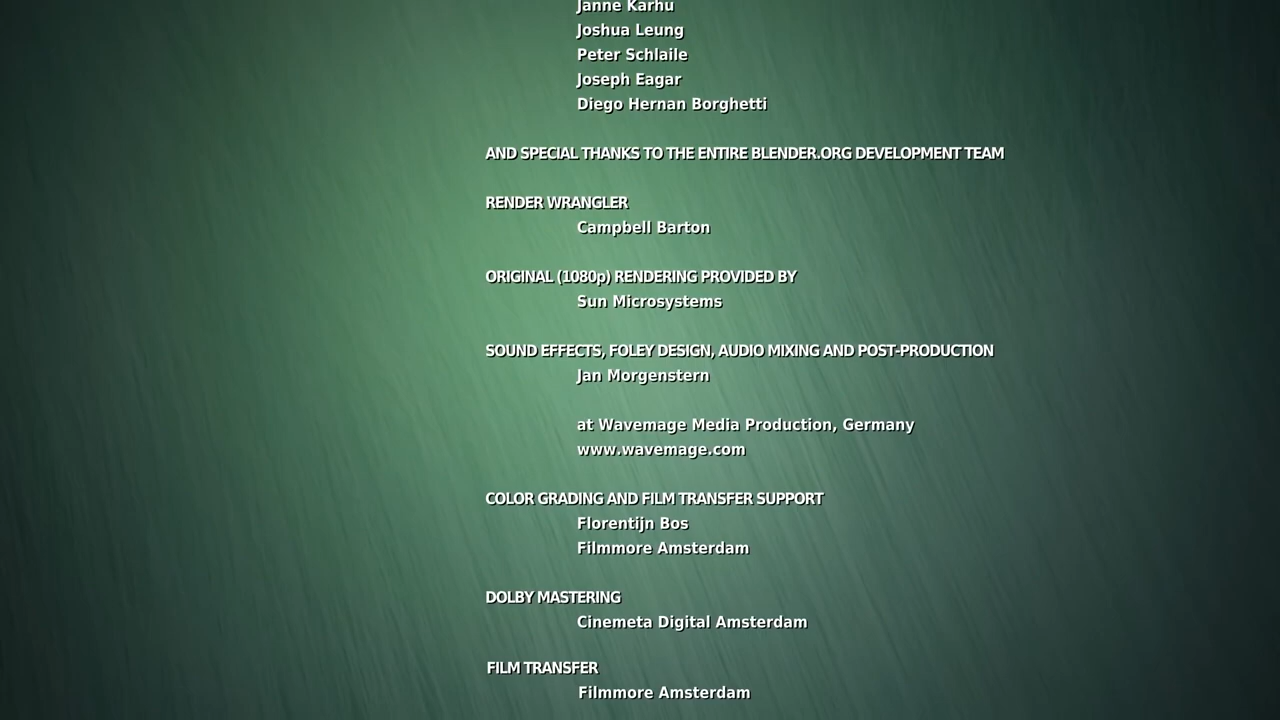 Janne Karhu
Joshua Leung
Peter Schlaile
Joseph Eagar
Diego Hernan Borghetti
AND SPECIAL THANKS TO THE ENTIRE BLENDER.ORG DEVELOPMENT TEAM
RENDER WRANGLER
Campbell Barton
ORIGINAL (1080p) RENDERING PROVIDED BY
Sun Microsystems
SOUND EFFECTS, FOLEY DESIGN, AUDIO MIXING AND POST-PRODUCTION
Jan Morgenstern
at Wavemage Media Production, Germany
www.wavemage.com
COLOR GRADING AND FILM TRANSFER SUPPORT
Florentijn Bos
Filmmore Amsterdam
DOLBY MASTERING
Cinemeta Digital Amsterdam
FILM TRANSFER
Filmmore Amsterdam